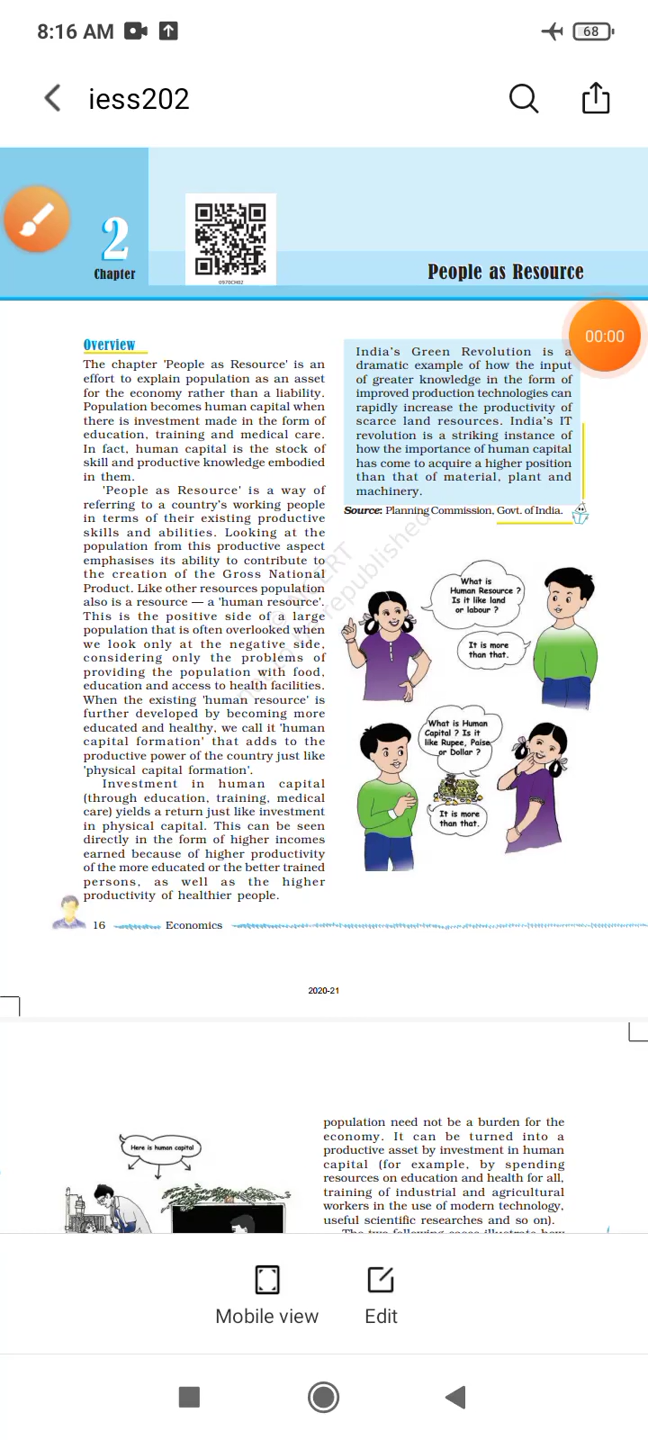 8:16 AM
68
iess202
2
Chapter
0970CH02
People as Resource
00:00
Overview
The chapter 'People as Resource' is an
effort to explain population as an asset
for the economy rather than a liability.
Population becomes human capital when
there is investment made in the form of
education, training and medical care.
In fact, human capital is the stock of
skill and productive knowledge embodied
in them.
'People as Resource' is a way of
referring to a country's working people
in terms of their existing productive
skills and abilities. Looking at the
population from this productive aspect
emphasises its ability to contribute to
the creation of the Gross National
Product. Like other resources population
also is a resource — a 'human resource'.
This is the positive side of a large
population that is often overlooked when
we look only at the negative side,
considering only the problems of
providing the population with food,
education and access to health facilities.
When the existing 'human resource' is
further developed by becoming more
educated and healthy, we call it 'human
capital formation' that adds to the
productive power of the country just like
'physical capital formation'.
Investment in human capital
(through education, training, medical
care) yields a return just like investment
in physical capital. This can be seen
directly in the form of higher incomes
earned because of higher productivity
of the more educated or the better trained
persons, as well as the higher
productivity of healthier people.
India's Green Revolution is a
dramatic example of how the input
of greater knowledge in the form of
improved production technologies can
rapidly increase the productivity of
scarce land resources. India's IT
revolution is a striking instance of
how the importance of human capital
has come to acquire a higher position
than that of material, plant and
machinery.
Source: Planning Commission, Govt. of India.
What is
Human Resource ?
Is it like land
or labour ?
It is more
than that.
What is Human
Capital ? Is it
like Rupee, Paise
or Dollar ?
It is more
than that.
16 Economics
2020-21
Here is human capital
population need not be a burden for the
economy. It can be turned into a
productive asset by investment in human
capital (for example, by spending
resources on education and health for all,
training of industrial and agricultural
workers in the use of modern technology,
useful scientific researches and so on).
Mobile view
Edit